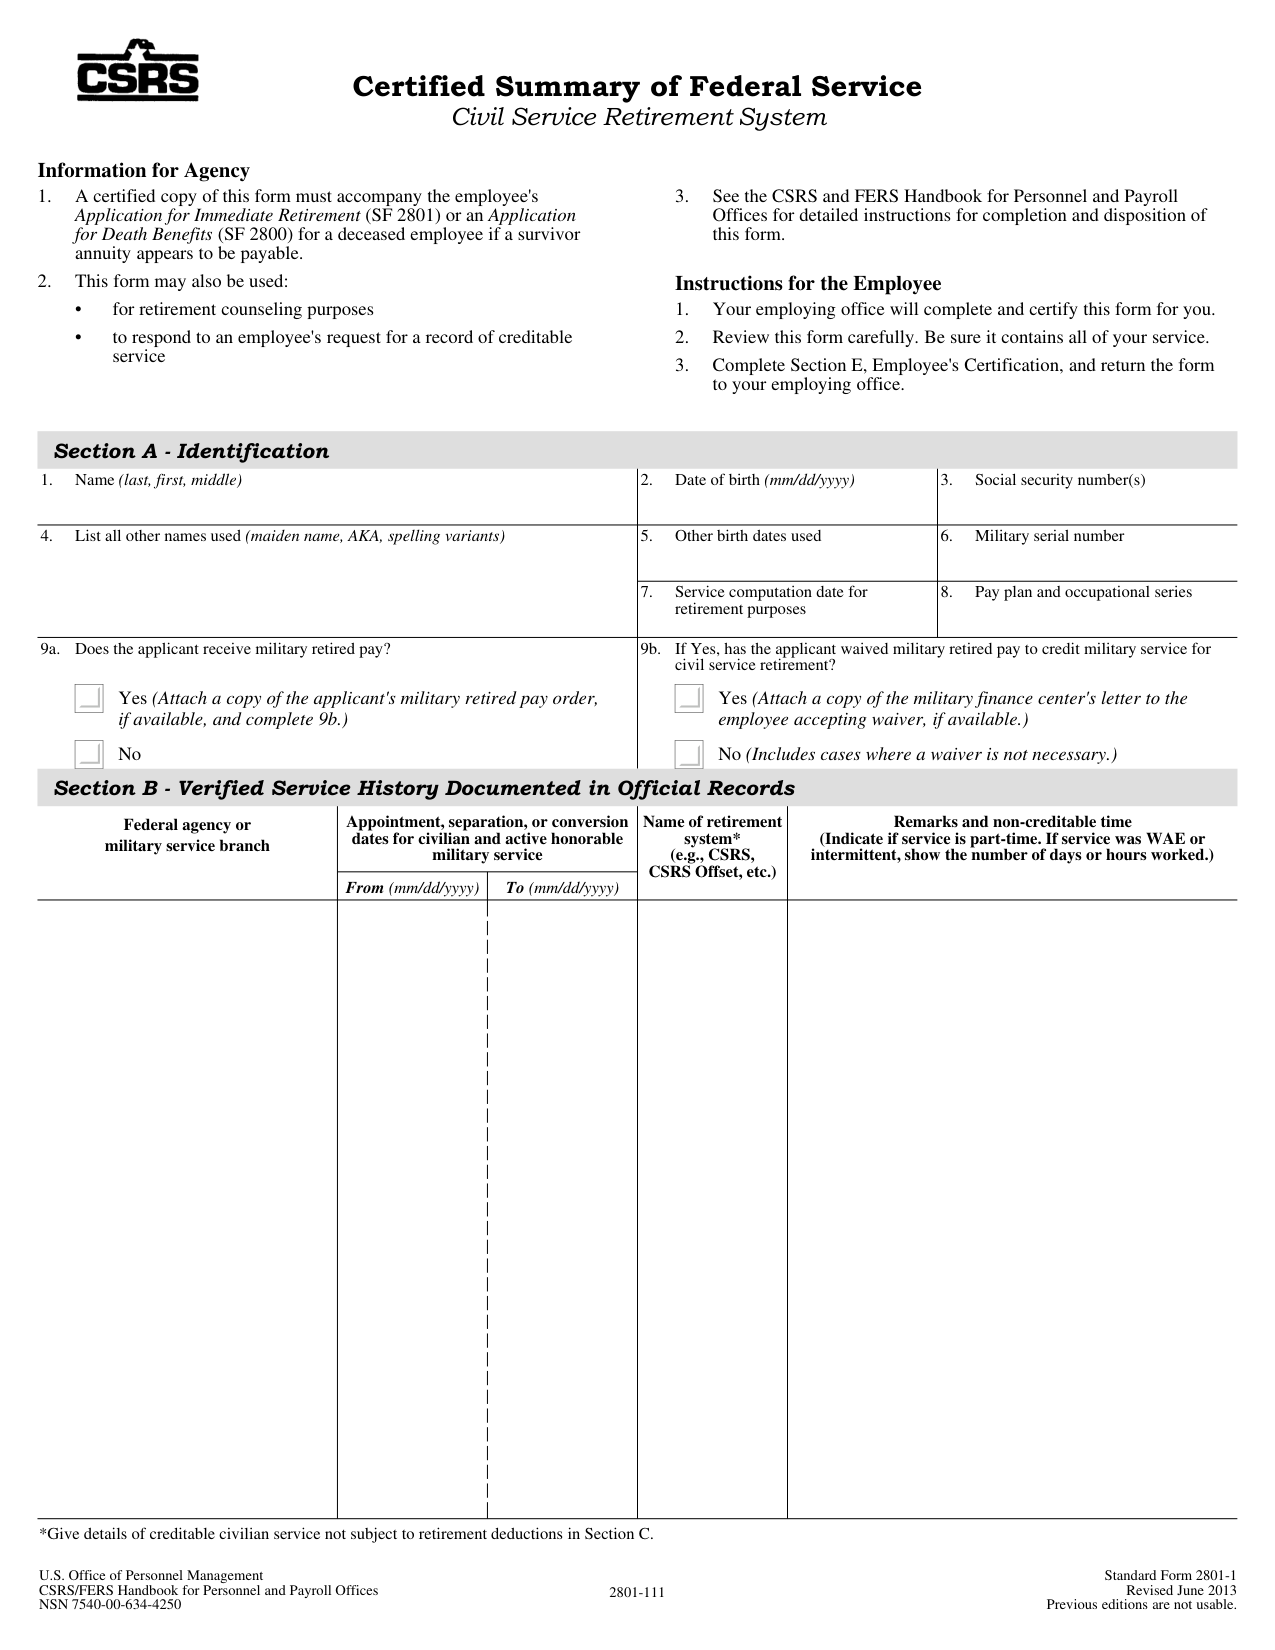 CSRS
Certified Summary of Federal Service
Civil Service Retirement System
Information for Agency
1. A certified copy of this form must accompany the employee's
Application for Immediate Retirement (SF 2801) or an Application
for Death Benefits (SF 2800) for a deceased employee if a survivor
annuity appears to be payable.
2. This form may also be used:
• for retirement counseling purposes
• to respond to an employee's request for a record of creditable
service
3. See the CSRS and FERS Handbook for Personnel and Payroll
Offices for detailed instructions for completion and disposition of
this form.
Instructions for the Employee
1. Your employing office will complete and certify this form for you.
2. Review this form carefully. Be sure it contains all of your service.
3. Complete Section E, Employee's Certification, and return the form
to your employing office.
Section A - Identification
1. Name (last, first, middle)
2. Date of birth (mm/dd/yyyy)
3. Social security number(s)
4. List all other names used (maiden name, AKA, spelling variants)
5. Other birth dates used
6. Military serial number
7. Service computation date for
retirement purposes
8. Pay plan and occupational series
9a. Does the applicant receive military retired pay?
Yes (Attach a copy of the applicant's military retired pay order,
if available, and complete 9b.)
No
9b. If Yes, has the applicant waived military retired pay to credit military service for
civil service retirement?
Yes (Attach a copy of the military finance center's letter to the
employee accepting waiver, if available.)
No (Includes cases where a waiver is not necessary.)
Section B - Verified Service History Documented in Official Records
Federal agency or
military service branch
Appointment, separation, or conversion
dates for civilian and active honorable
military service
From (mm/dd/yyyy)
To (mm/dd/yyyy)
Name of retirement
system*
(e.g., CSRS,
CSRS Offset, etc.)
Remarks and non-creditable time
(Indicate if service is part-time. If service was WAE or
intermittent, show the number of days or hours worked.)
*Give details of creditable civilian service not subject to retirement deductions in Section C.
U.S. Office of Personnel Management
CSRS/FERS Handbook for Personnel and Payroll Offices
NSN 7540-00-634-4250
2801-111
Standard Form 2801-1
Revised June 2013
Previous editions are not usable.